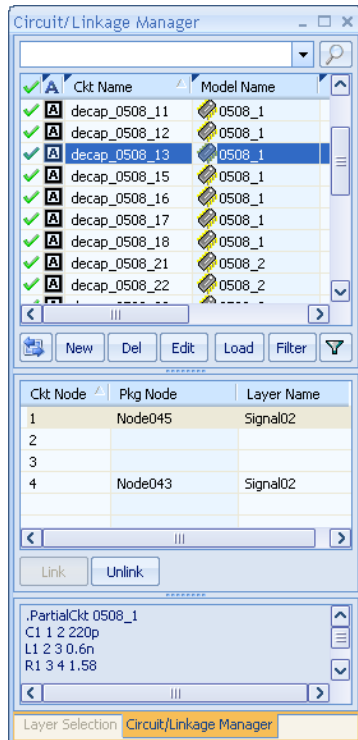 Circuit/Linkage Manager
A Ckt Name Model Name
A decap_0508_11 0508_1
A decap_0508_12 0508_1
A decap_0508_13 0508_1
A decap_0508_15 0508_1
A decap_0508_16 0508_1
A decap_0508_17 0508_1
A decap_0508_18 0508_1
A decap_0508_21 0508_2
A decap_0508_22 0508_2
New Del Edit Load Filter
Ckt Node Pkg Node Layer Name
1 Node045 Signal02
2
3
4 Node043 Signal02
Link Unlink
.PartialCkt 0508_1
C1 1 2 220p
L1 2 3 0.6n
R1 3 4 1.58
Layer Selection Circuit/Linkage Manager